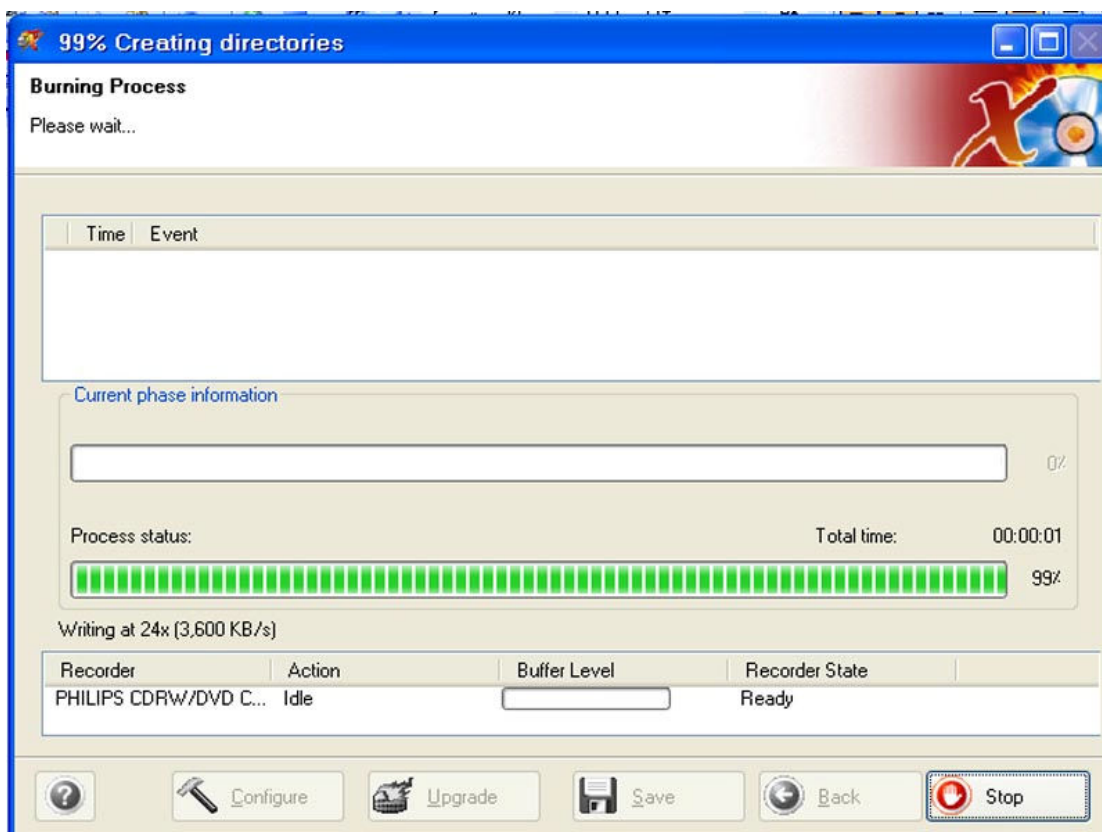 99% Creating directories
Burning Process
Please wait...
Time Event
Current phase information
0%
Process status: Total time: 00:00:01
99%
Writing at 24x (3,600 KB/s)
Recorder Action Buffer Level Recorder State
PHILIPS CDRW/DVD C... Idle Ready
Configure Upgrade Save Back Stop